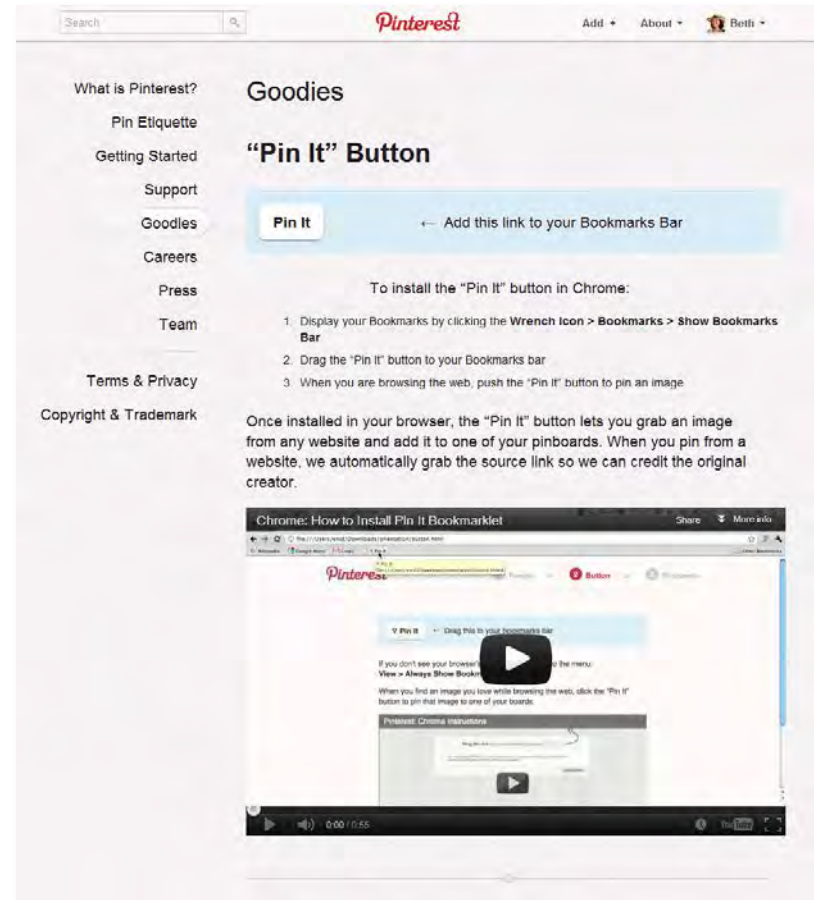 Search
Pinterest
Add +
About
Beth
What is Pinterest?
Pin Etiquette
Getting Started
Support
Goodies
Careers
Press
Team
Terms & Privacy
Copyright & Trademark
Goodies
“Pin It” Button
Pin It
← Add this link to your Bookmarks Bar
To install the “Pin It” button in Chrome:
1. Display your Bookmarks by clicking the Wrench Icon > Bookmarks > Show Bookmarks
Bar
2. Drag the "Pin It" button to your Bookmarks bar
3. When you are browsing the web, push the "Pin It" button to pin an image
Once installed in your browser, the “Pin It” button lets you grab an image
from any website and add it to one of your pinboards. When you pin from a
website, we automatically grab the source link so we can credit the original
creator.
Chrome: How to Install Pin It Bookmarklet
Share
More info
Pinterest
Button
Pin It ← Drag this to your bookmarks bar
If you don't see your browser's the menu:
View > Always Show
When you find an image you love while browsing the web, click the "Pin It"
button to pin that image to one of your boards.
Pinterest: Chrome Instructions
0:00 / 0:55
YouTube